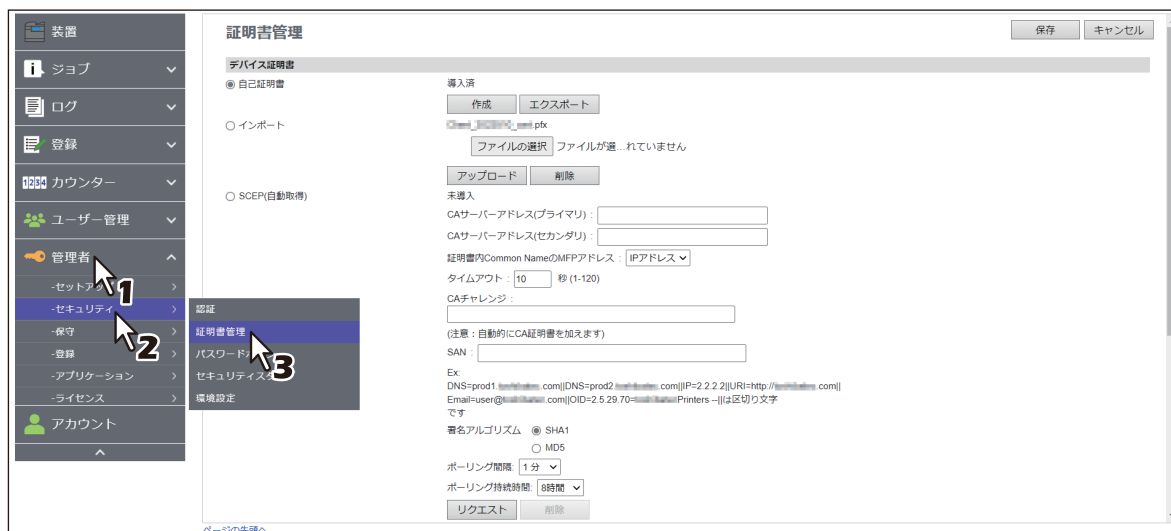 装置
ジョブ
ログ
登録
1234 カウンター
ユーザー管理
管理者
1
-セットアップ
-セキュリティ
2
-保守
-登録
-アプリケーション
-ライセンス
アカウント
認証
証明書管理
3
パスワードポ
セキュリティス
環境設定
証明書管理
保存
キャンセル
デバイス証明書
自己証明書
導入済
作成 エクスポート
インポート
.pfx
ファイルの選択 ファイルが選...れていません
アップロード 削除
SCEP(自動取得)
未導入
CAサーバーアドレス(プライマリ) :
CAサーバーアドレス(セカンダリ) :
証明書内Common NameのMFPアドレス : IPアドレス
タイムアウト : 10 秒 (1-120)
CAチャレンジ :
(注意：自動的にCA証明書を加えます)
SAN :
Ex:
DNS=prod1. .com||DNS=prod2. .com||IP=2.2.2.2||URI=http:// .com||
Email=user@ .com||OID=2.5.29.70= Printers --||は区切り文字
です
署名アルゴリズム SHA1
MD5
ポーリング間隔: 1分
ポーリング持続時間: 8時間
リクエスト 削除
ページの先頭へ